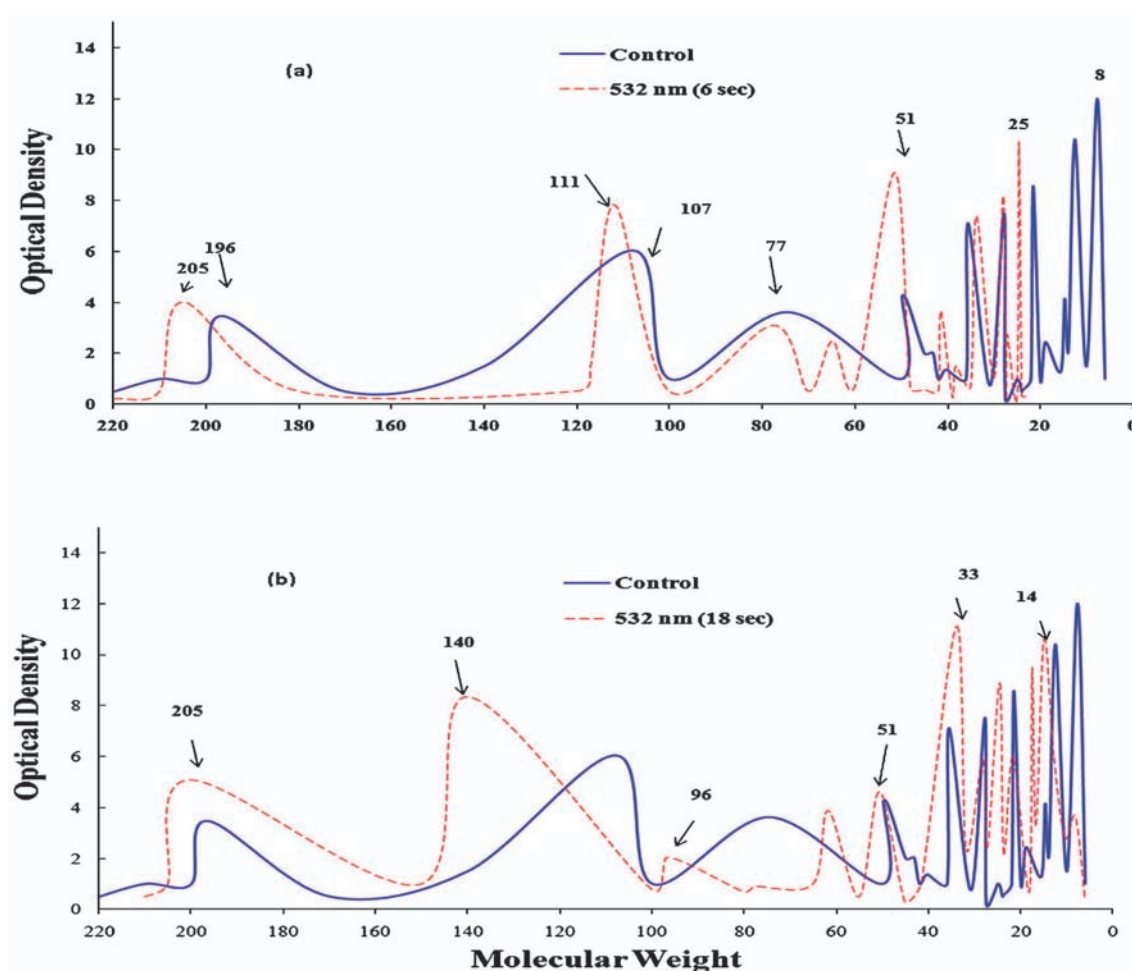 14
(a)
Control
532 nm (6 sec)
12
8
10
51
25
Optical Density
8
111
107
6
196
205
77
4
2
0
220 200 180 160 140 120 100 80 60 40 20 0
14
(b)
Control
532 nm (18 sec)
33
14
12
10
140
Optical Density
8
205
51
6
96
4
2
0
220 200 180 160 140 120 100 80 60 40 20 0
Molecular Weight